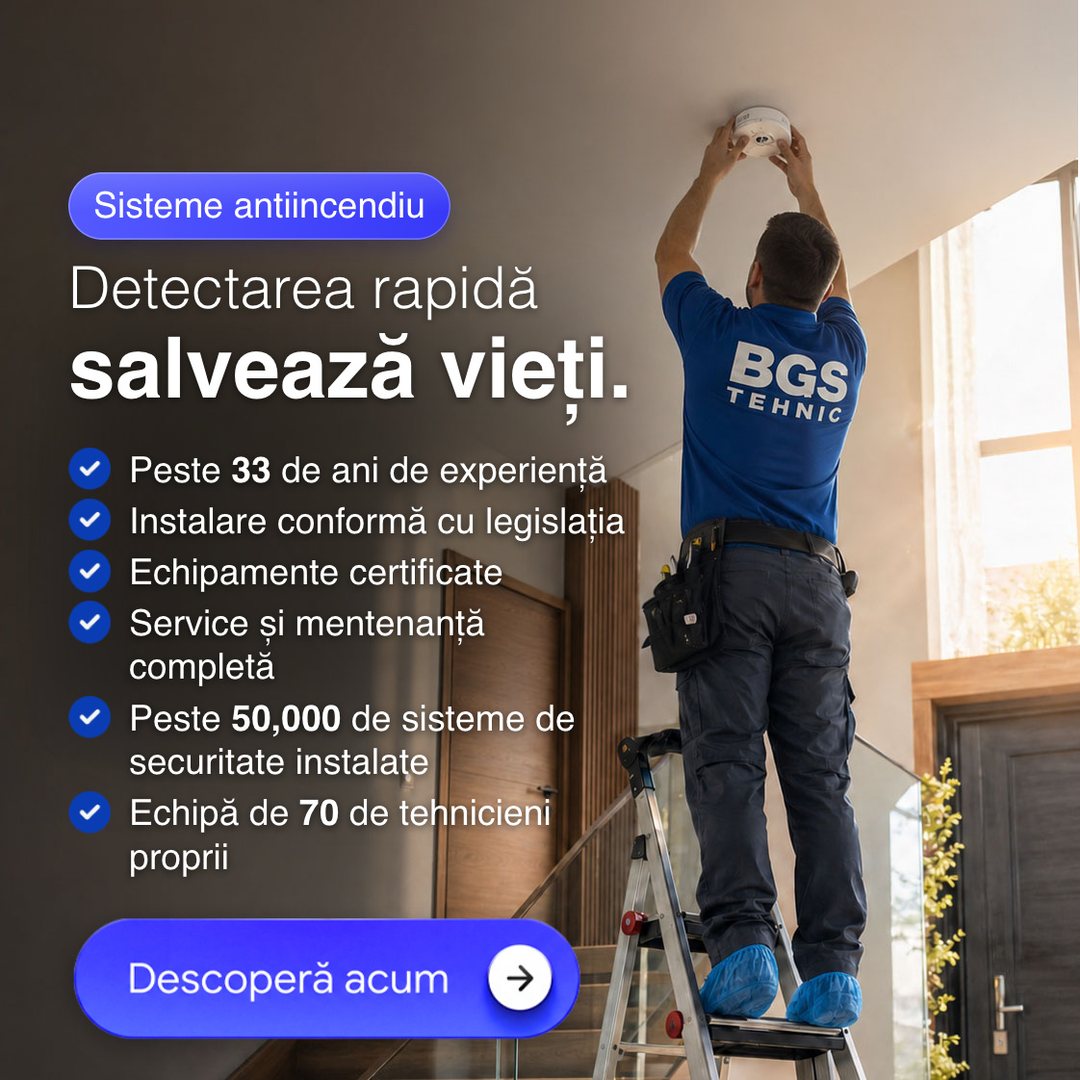 Sisteme antiincendiu
Detectarea rapidă
salvează vieți.
Peste 33 de ani de experiență
Instalare conformă cu legislația
Echipamente certificate
Service și mentenanță
completă
Peste 50,000 de sisteme de
securitate instalate
Echipă de 70 de tehnicieni
proprii
Descoperă acum
BGS
TEHNIC